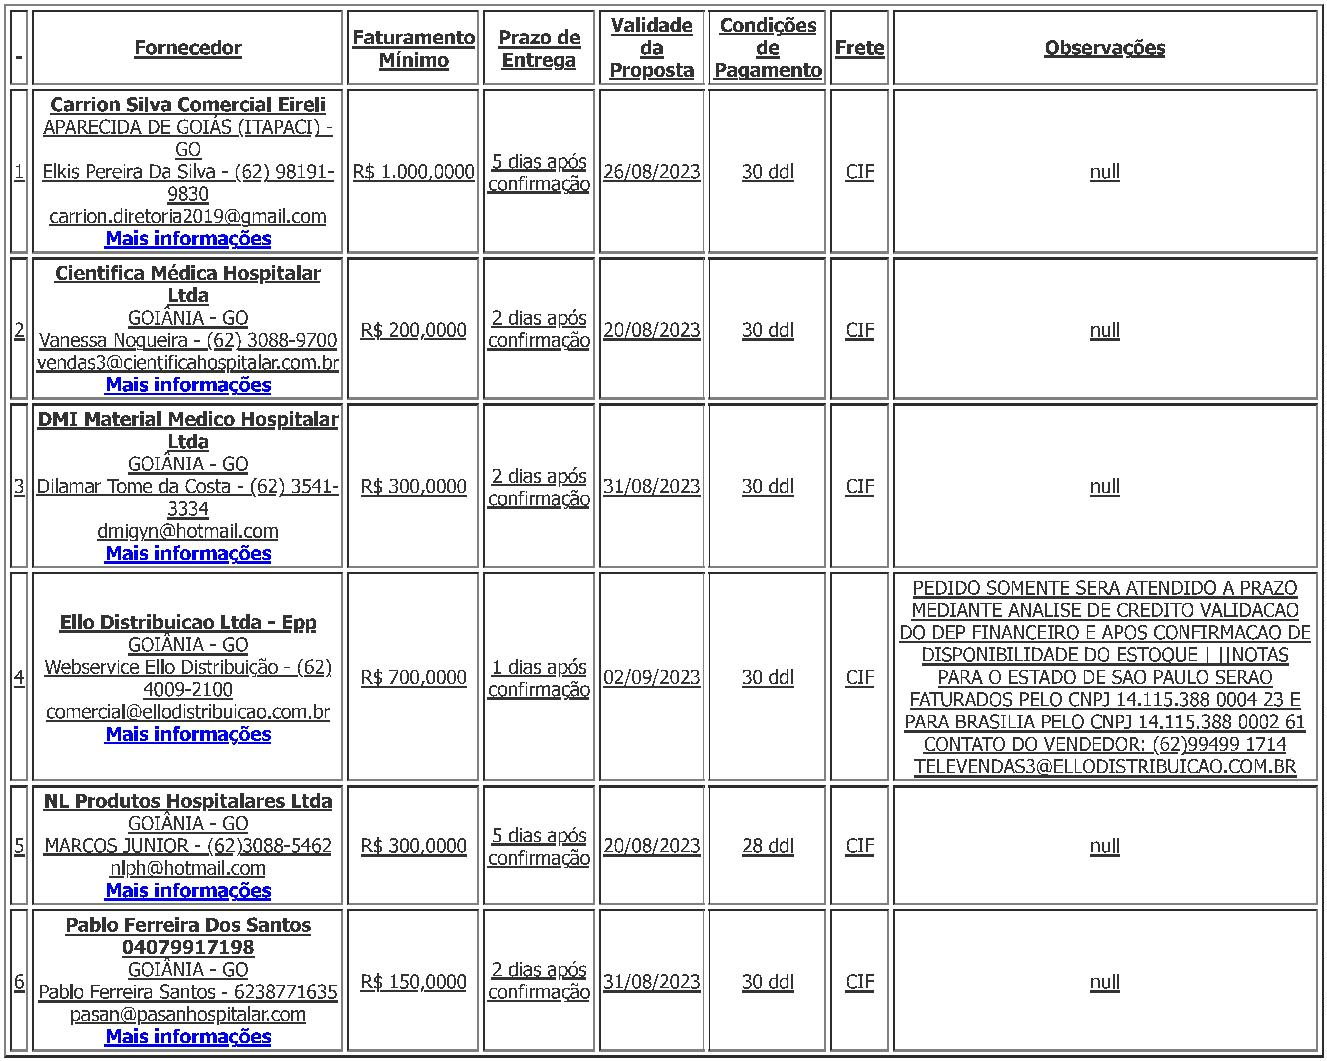 -
Fornecedor
Faturamento
Mínimo
Prazo de
Entrega
Validade
da
Proposta
Condições
de
Pagamento
Frete
Observações
1
Carrion Silva Comercial Eireli
APARECIDA DE GOIÁS (ITAPACI) -
GO
Elkis Pereira Da Silva - (62) 98191-
9830
carrion.diretoria2019@gmail.com
Mais informações
R$ 1.000,0000
5 dias após
confirmação
26/08/2023
30 ddl
CIF
null
2
Cientifica Médica Hospitalar
Ltda
GOIÂNIA - GO
Vanessa Nogueira - (62) 3088-9700
vendas3@cientificahospitalar.com.br
Mais informações
R$ 200,0000
2 dias após
confirmação
20/08/2023
30 ddl
CIF
null
3
DMI Material Medico Hospitalar
Ltda
GOIÂNIA - GO
Dilamar Tome da Costa - (62) 3541-
3334
dmigyn@hotmail.com
Mais informações
R$ 300,0000
2 dias após
confirmação
31/08/2023
30 ddl
CIF
null
4
Ello Distribuicao Ltda - Epp
GOIÂNIA - GO
Webservice Ello Distribuição - (62)
4009-2100
comercial@ellodistribuicao.com.br
Mais informações
R$ 700,0000
1 dias após
confirmação
02/09/2023
30 ddl
CIF
PEDIDO SOMENTE SERA ATENDIDO A PRAZO
MEDIANTE ANALISE DE CREDITO VALIDACAO
DO DEP FINANCEIRO E APOS CONFIRMACAO DE
DISPONIBILIDADE DO ESTOQUE | ||NOTAS
PARA O ESTADO DE SAO PAULO SERAO
FATURADOS PELO CNPJ 14.115.388 0004 23 E
PARA BRASILIA PELO CNPJ 14.115.388 0002 61
CONTATO DO VENDEDOR: (62)99499 1714
TELEVENDAS3@ELLODISTRIBUICAO.COM.BR
5
NL Produtos Hospitalares Ltda
GOIÂNIA - GO
MARCOS JUNIOR - (62)3088-5462
nlph@hotmail.com
Mais informações
R$ 300,0000
5 dias após
confirmação
20/08/2023
28 ddl
CIF
null
6
Pablo Ferreira Dos Santos
04079917198
GOIÂNIA - GO
Pablo Ferreira Santos - 6238771635
pasan@pasanhospitalar.com
Mais informações
R$ 150,0000
2 dias após
confirmação
31/08/2023
30 ddl
CIF
null